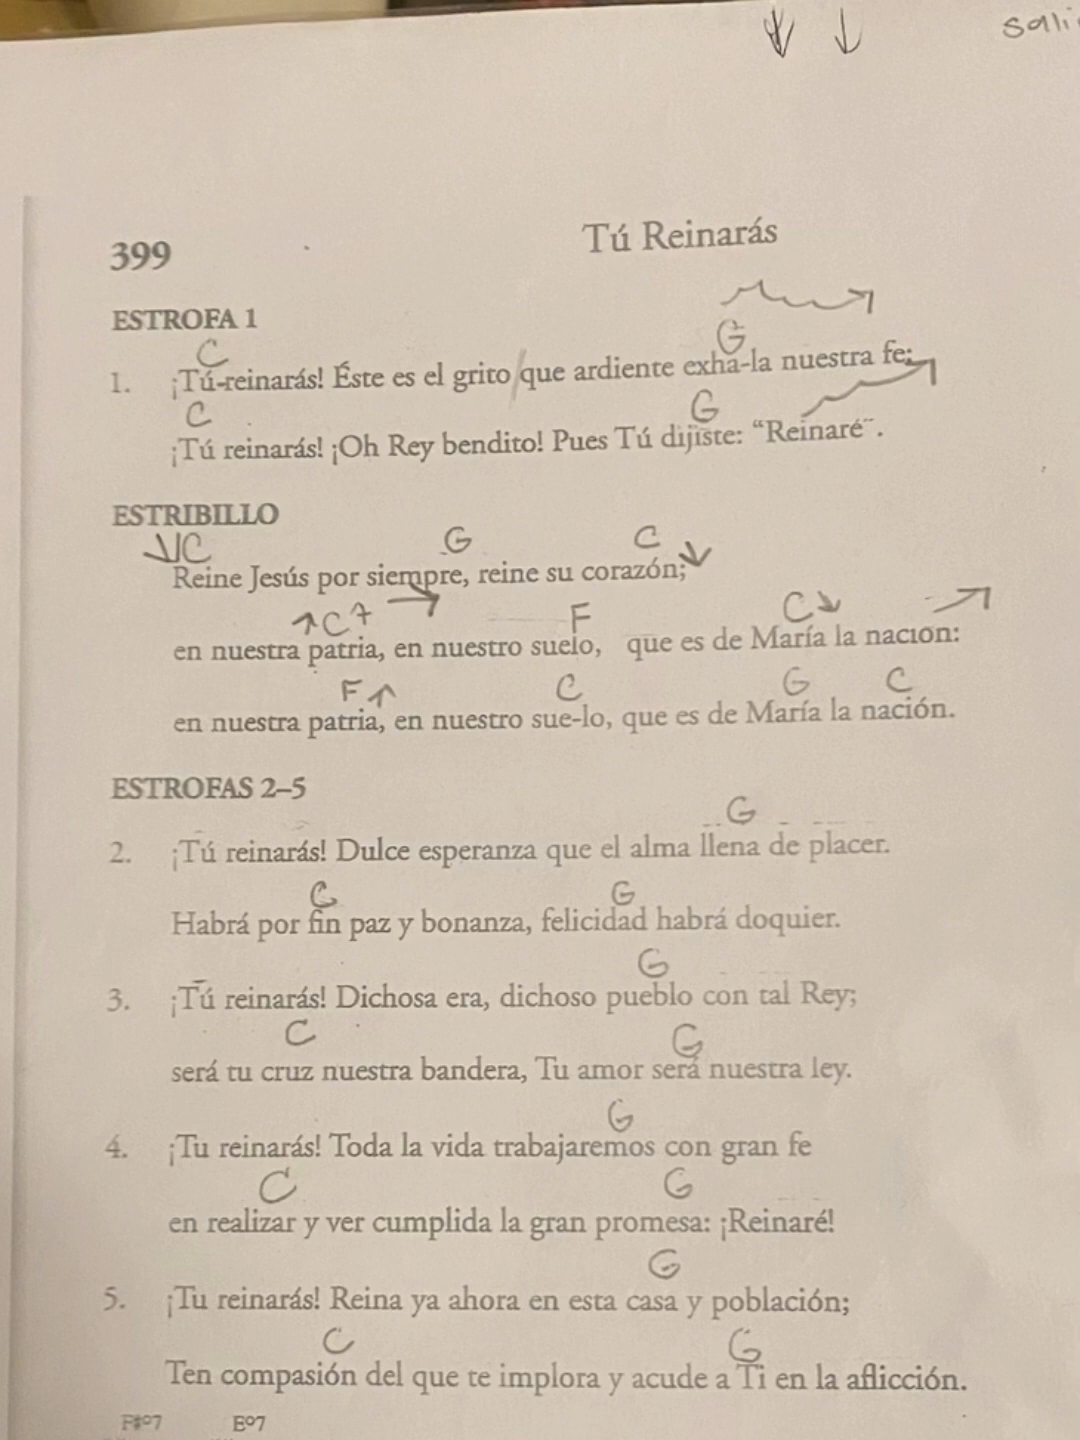 sali
399 Tú Reinarás
ESTROFA 1
C G
1. ¡Tú-reinarás! Éste es el grito que ardiente exha-la nuestra fe;
C G
¡Tú reinarás! ¡Oh Rey bendito! Pues Tú dijiste: “Reinaré¨.
ESTRIBILLO
↓C G C
Reine Jesús por siempre, reine su corazón; ↓
↑C7 → F C↘ ↗
en nuestra patria, en nuestro suelo, que es de María la nación:
F↑ C G C
en nuestra patria, en nuestro sue-lo, que es de María la nación.
ESTROFAS 2–5
G
2. ¡Tú reinarás! Dulce esperanza que el alma llena de placer.
C G
Habrá por fin paz y bonanza, felicidad habrá doquier.
G
3. ¡Tú reinarás! Dichosa era, dichoso pueblo con tal Rey;
C G
será tu cruz nuestra bandera, Tu amor será nuestra ley.
G
4. ¡Tu reinarás! Toda la vida trabajaremos con gran fe
C G
en realizar y ver cumplida la gran promesa: ¡Reinaré!
G
5. ¡Tu reinarás! Reina ya ahora en esta casa y población;
C G
Ten compasión del que te implora y acude a Ti en la aflicción.
F♯º7 Eº7